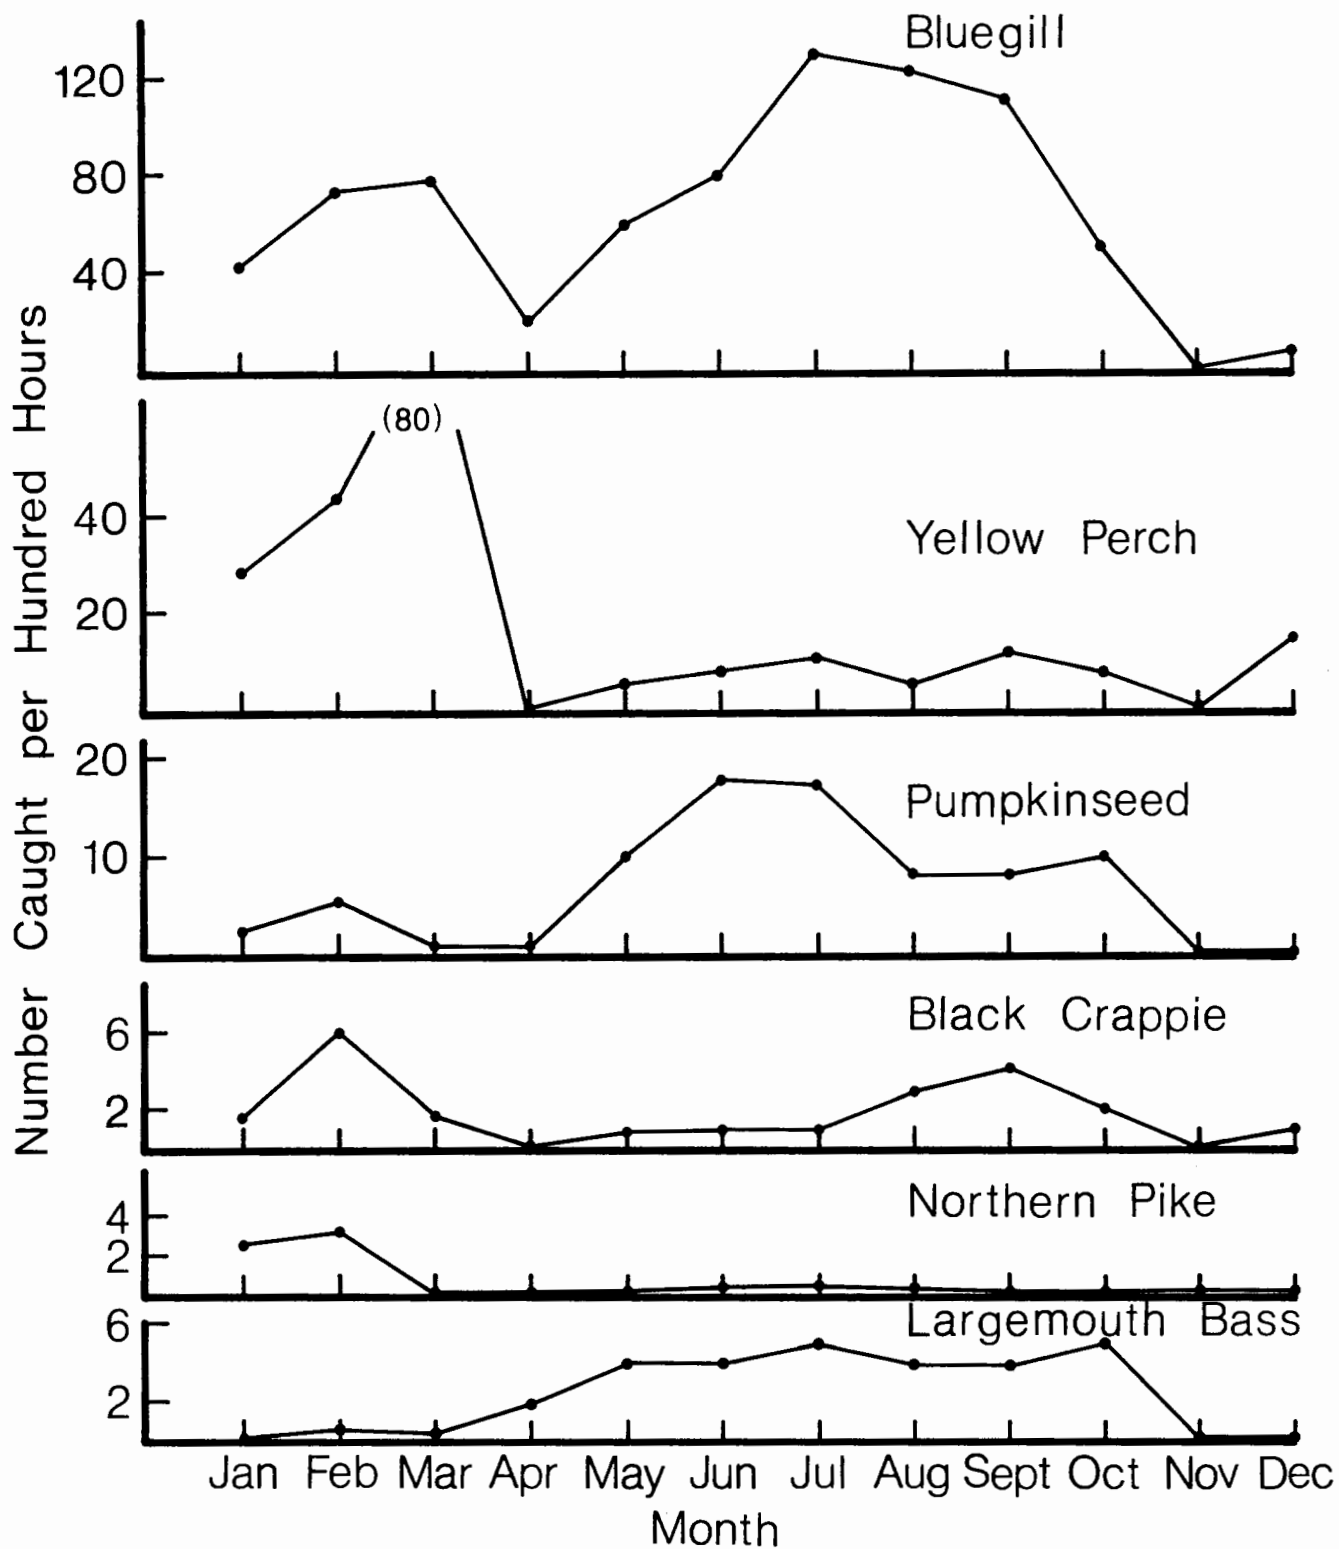 Number Caught per Hundred Hours
Bluegill
120
80
40
(80)
40
20
Yellow Perch
20
10
Pumpkinseed
6
2
Black Crappie
4
2
Northern Pike
6
2
Largemouth Bass
Jan Feb Mar Apr May Jun Jul Aug Sept Oct Nov Dec
Month